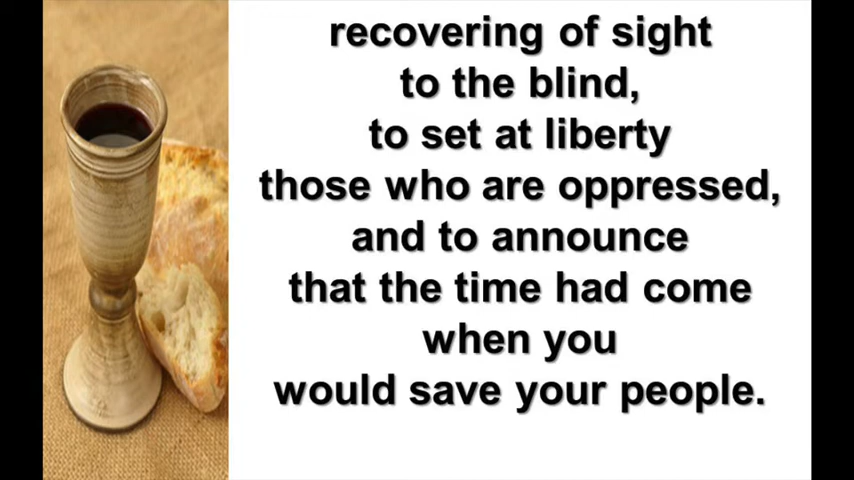 recovering of sight
to the blind,
to set at liberty
those who are oppressed,
and to announce
that the time had come
when you
would save your people.